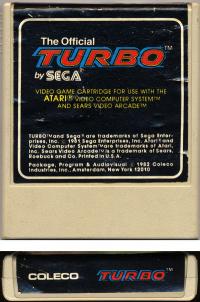 The Official
TURBO™
by SEGA®
VIDEO GAME CARTRIDGE FOR USE WITH THE
ATARI® VIDEO COMPUTER SYSTEM™
AND SEARS VIDEO ARCADE™
TURBO™ and Sega® are trademarks of Sega Enter-
prises, Inc. © 1981 Sega Enterprises, Inc. Atari® and
Video Computer System™ are trademarks of Atari,
Inc. Sears Video Arcade™ is a trademark of Sears,
Roebuck and Co. Printed in U.S.A.
Package, Program & Audiovisual © 1982 Coleco
Industries, Inc., Amsterdam, New York 12010
COLECO TURBO™